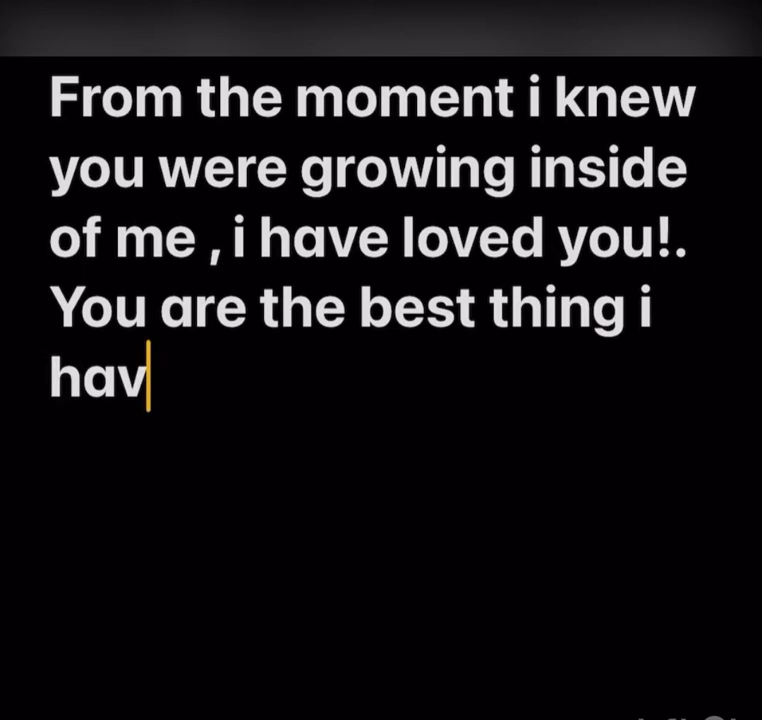 From the moment i knew
you were growing inside
of me , i have loved you!.
You are the best thing i
hav